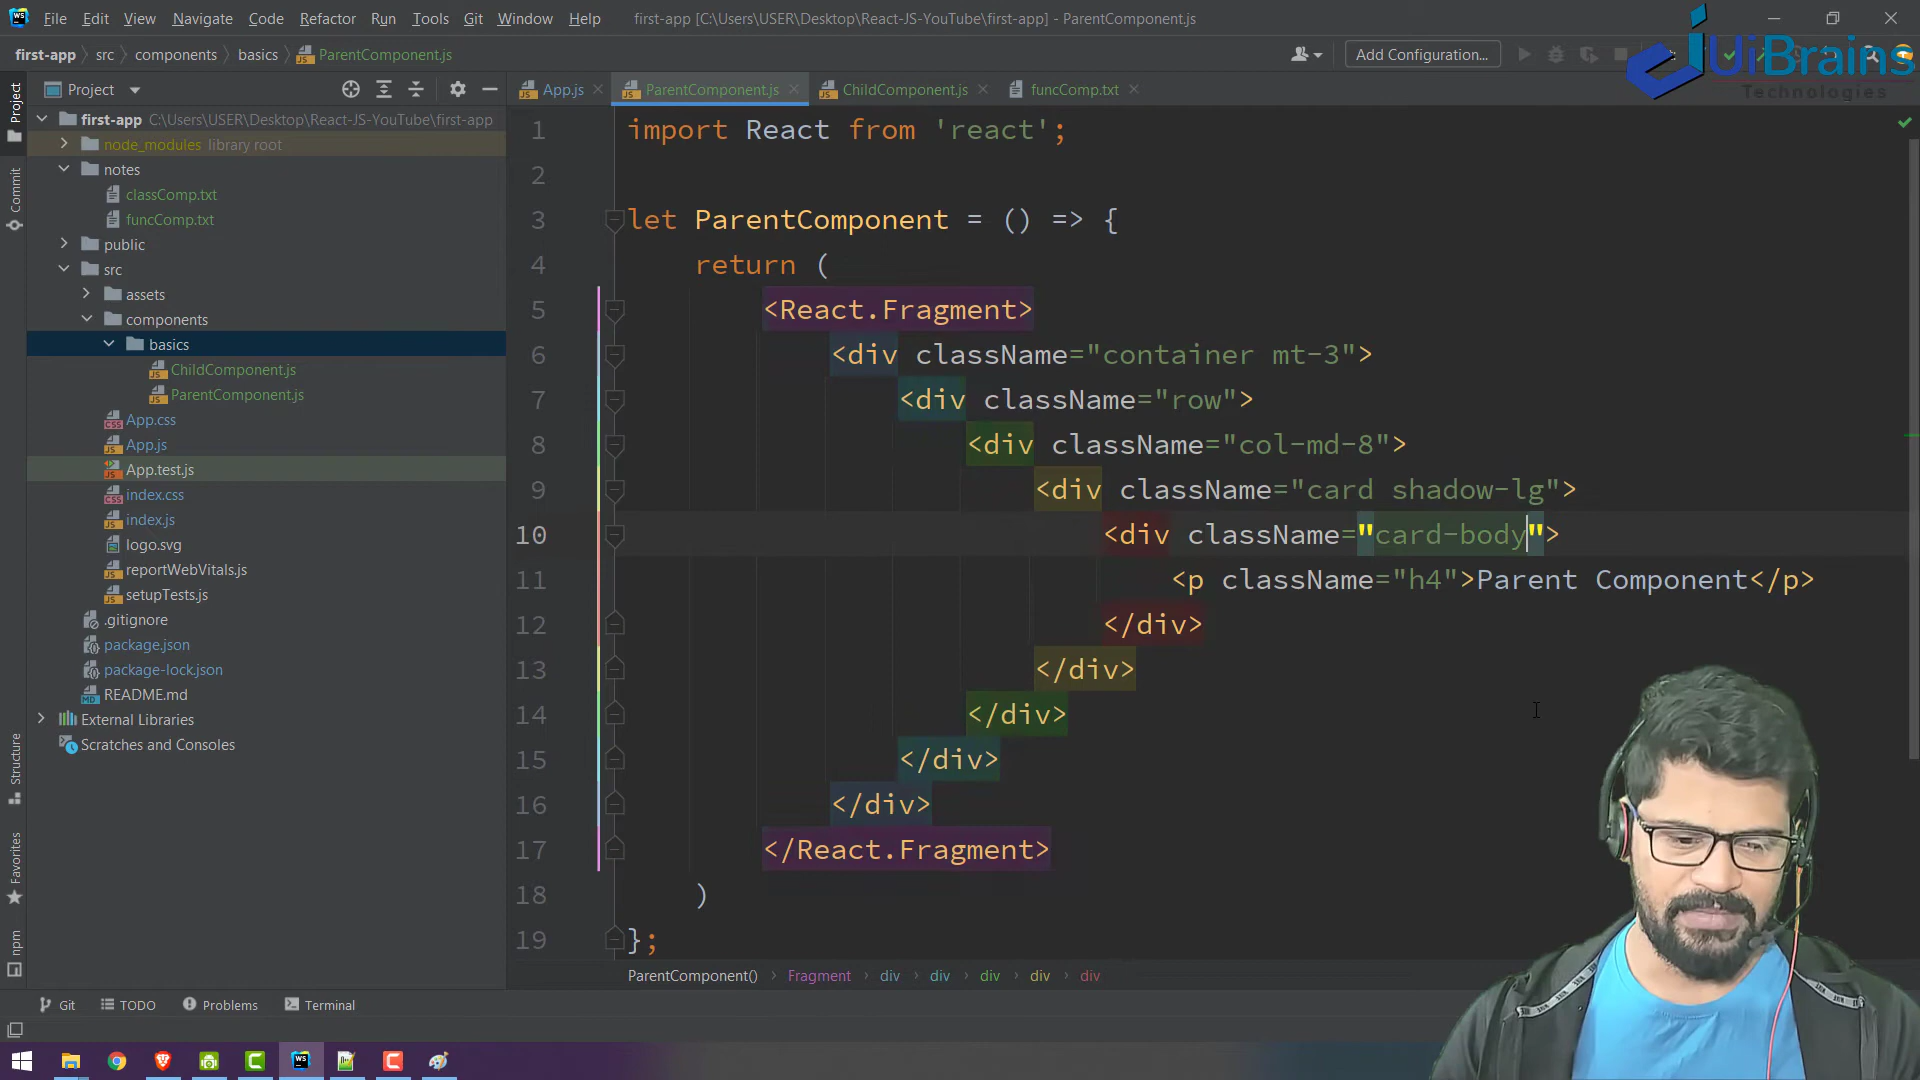 File Edit View Navigate Code Refactor Run Tools Git Window Help first-app [C:\Users\USER\Desktop\React-JS-YouTube\first-app] - ParentComponent.js
first-app src components basics ParentComponent.js Add Configuration...
UiBrains
Technologies
Project
App.js ParentComponent.js ChildComponent.js funcComp.txt
Project
Commit
Structure
Favorites
npm
first-app C:\Users\USER\Desktop\React-JS-YouTube\first-app
node_modules library root
notes
classComp.txt
funcComp.txt
public
src
assets
components
basics
ChildComponent.js
ParentComponent.js
App.css
App.js
App.test.js
index.css
index.js
logo.svg
reportWebVitals.js
setupTests.js
.gitignore
package.json
package-lock.json
README.md
External Libraries
Scratches and Consoles
1 import React from 'react';
2
3 let ParentComponent = () => {
4 return (
5 <React.Fragment>
6 <div className="container mt-3">
7 <div className="row">
8 <div className="col-md-8">
9 <div className="card shadow-lg">
10 <div className="card-body">
11 <p className="h4">Parent Component</p>
12 </div>
13 </div>
14 </div>
15 </div>
16 </div>
17 </React.Fragment>
18 )
19 };
ParentComponent() Fragment div div div div div
Git TODO Problems Terminal